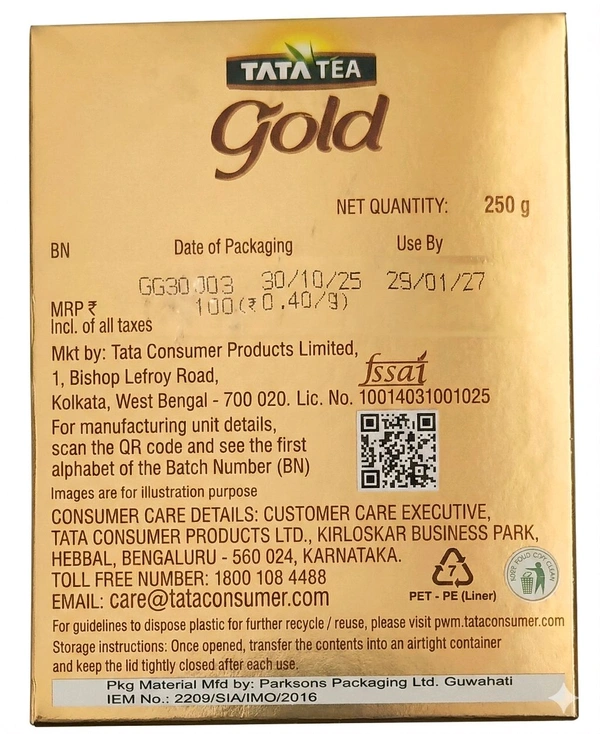 TATA TEA
Gold
NET QUANTITY: 250 g
BN Date of Packaging Use By
GG30J03 30/10/25 29/01/27
MRP ₹ 100(₹0.40/g)
Incl. of all taxes
Mkt by: Tata Consumer Products Limited,
1, Bishop Lefroy Road,
fssai
Kolkata, West Bengal - 700 020. Lic. No. 10014031001025
For manufacturing unit details,
scan the QR code and see the first
alphabet of the Batch Number (BN)
Images are for illustration purpose
CONSUMER CARE DETAILS: CUSTOMER CARE EXECUTIVE,
TATA CONSUMER PRODUCTS LTD., KIRLOSKAR BUSINESS PARK,
HEBBAL, BENGALURU - 560 024, KARNATAKA.
TOLL FREE NUMBER: 1800 108 4488
EMAIL: care@tataconsumer.com
7
PET - PE (Liner)
For guidelines to dispose plastic for further recycle / reuse, please visit pwm.tataconsumer.com
Storage instructions: Once opened, transfer the contents into an airtight container
and keep the lid tightly closed after each use.
Pkg Material Mfd by: Parksons Packaging Ltd. Guwahati
IEM No.: 2209/SIA/IMO/2016